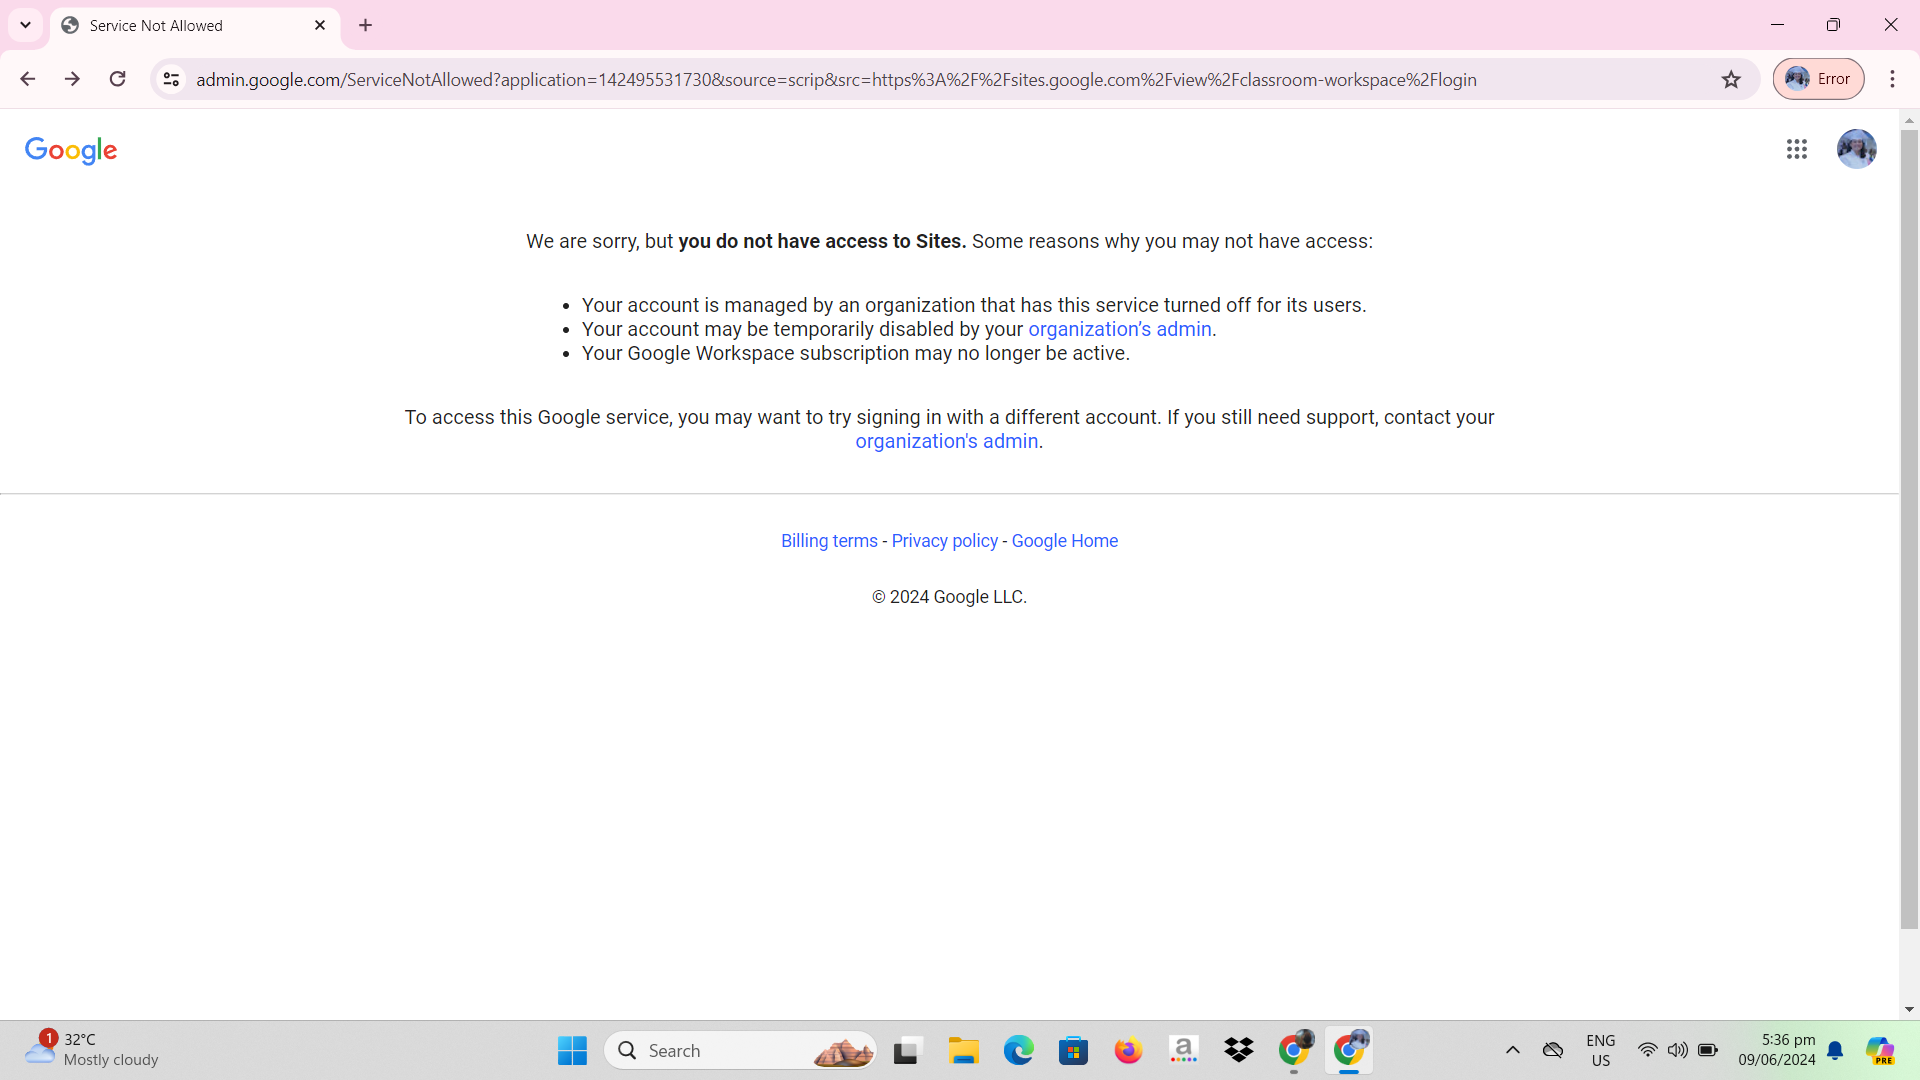 Service Not Allowed
admin.google.com/ServiceNotAllowed?application=142495531730&source=scrip&src=https%3A%2F%2Fsites.google.com%2Fview%2Fclassroom-workspace%2Flogin
Error
Google
We are sorry, but you do not have access to Sites. Some reasons why you may not have access:
• Your account is managed by an organization that has this service turned off for its users.
• Your account may be temporarily disabled by your organization’s admin.
• Your Google Workspace subscription may no longer be active.
To access this Google service, you may want to try signing in with a different account. If you still need support, contact your
organization's admin.
Billing terms - Privacy policy - Google Home
© 2024 Google LLC.
1
32°C
Mostly cloudy
Search
a
ENG
US
5:36 pm
09/06/2024
PRE